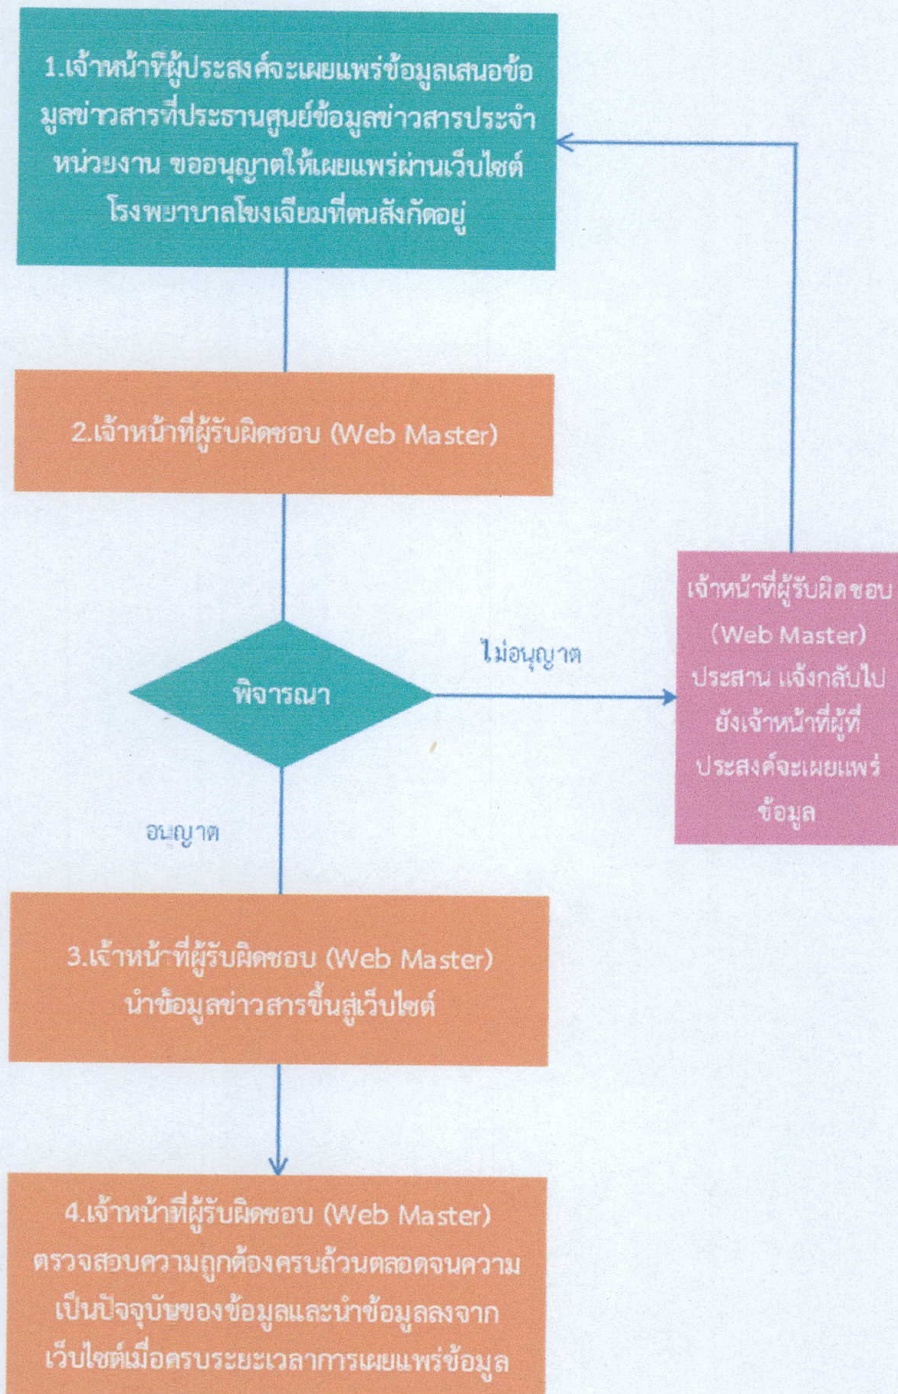 1.เจ้าหน้าที่ผู้ประสงค์จะเผยแพร่ข้อมูลเสนอข้อ
มูลข่าวสารที่ประธานศูนย์ข้อมูลข่าวสารประจำ
หน่วยงาน ขออนุญาตให้เผยแพร่ผ่านเว็บไซต์
โรงพยาบาลโขงเจียมที่ตนสังกัดอยู่
2.เจ้าหน้าที่ผู้รับผิดชอบ (Web Master)
พิจารณา
ไม่อนุญาต
เจ้าหน้าที่ผู้รับผิดชอบ
(Web Master)
ประสาน แจ้งกลับไป
ยังเจ้าหน้าที่ผู้ที่
ประสงค์จะเผยแพร่
ข้อมูล
อนุญาต
3.เจ้าหน้าที่ผู้รับผิดชอบ (Web Master)
นำข้อมูลข่าวสารขึ้นสู่เว็บไซต์
4.เจ้าหน้าที่ผู้รับผิดชอบ (Web Master)
ตรวจสอบความถูกต้องครบถ้วนตลอดจนความ
เป็นปัจจุบันของข้อมูลและนำข้อมูลลงจาก
เว็บไซต์เมื่อครบระยะเวลาการเผยแพร่ข้อมูล